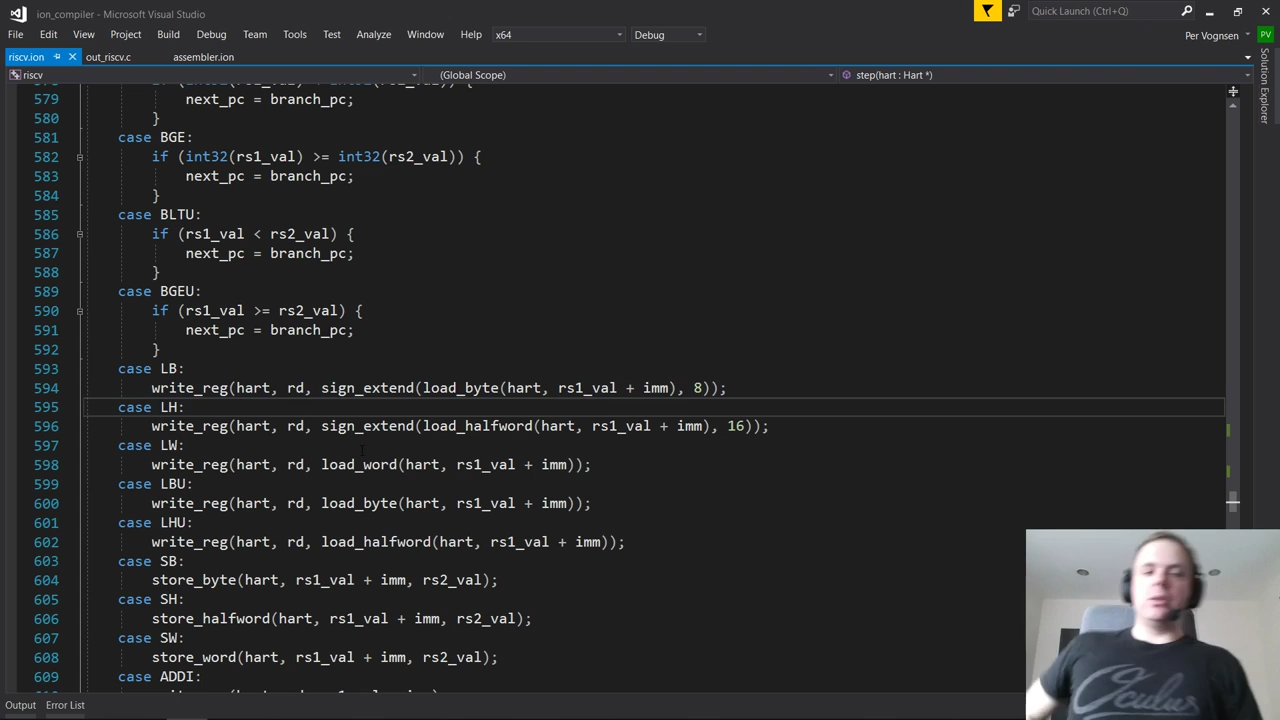 ion_compiler - Microsoft Visual Studio
Quick Launch (Ctrl+Q)
File Edit View Project Build Debug Team Tools Test Analyze Window Help x64 Debug Per Vognsen PV
riscv.ion out_riscv.c assembler.ion
riscv (Global Scope) step(hart : Hart *)
Solution Explorer
579 next_pc = branch_pc;
580 }
581 case BGE:
582 if (int32(rs1_val) >= int32(rs2_val)) {
583 next_pc = branch_pc;
584 }
585 case BLTU:
586 if (rs1_val < rs2_val) {
587 next_pc = branch_pc;
588 }
589 case BGEU:
590 if (rs1_val >= rs2_val) {
591 next_pc = branch_pc;
592 }
593 case LB:
594 write_reg(hart, rd, sign_extend(load_byte(hart, rs1_val + imm), 8));
595 case LH:
596 write_reg(hart, rd, sign_extend(load_halfword(hart, rs1_val + imm), 16));
597 case LW:
598 write_reg(hart, rd, load_word(hart, rs1_val + imm));
599 case LBU:
600 write_reg(hart, rd, load_byte(hart, rs1_val + imm));
601 case LHU:
602 write_reg(hart, rd, load_halfword(hart, rs1_val + imm));
603 case SB:
604 store_byte(hart, rs1_val + imm, rs2_val);
605 case SH:
606 store_halfword(hart, rs1_val + imm, rs2_val);
607 case SW:
608 store_word(hart, rs1_val + imm, rs2_val);
609 case ADDI:
Output Error List
Oculus